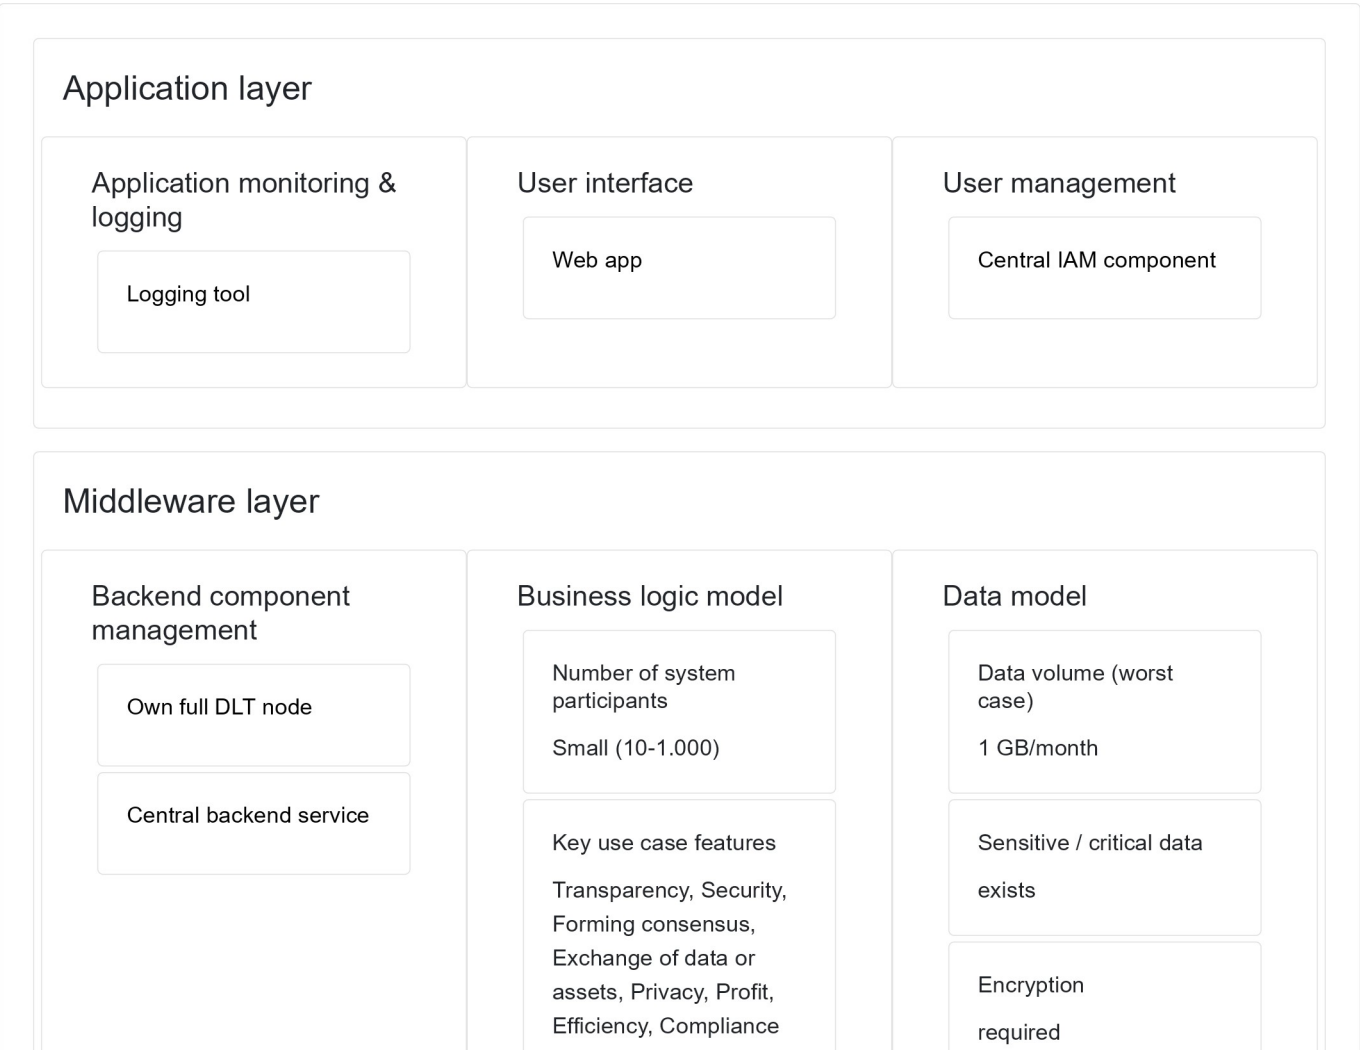 Application layer
Application monitoring &
logging
Logging tool
User interface
Web app
User management
Central IAM component
Middleware layer
Backend component
management
Own full DLT node
Central backend service
Business logic model
Number of system
participants
Small (10-1.000)
Key use case features
Transparency, Security,
Forming consensus,
Exchange of data or
assets, Privacy, Profit,
Efficiency, Compliance
Data model
Data volume (worst
case)
1 GB/month
Sensitive / critical data
exists
Encryption
required